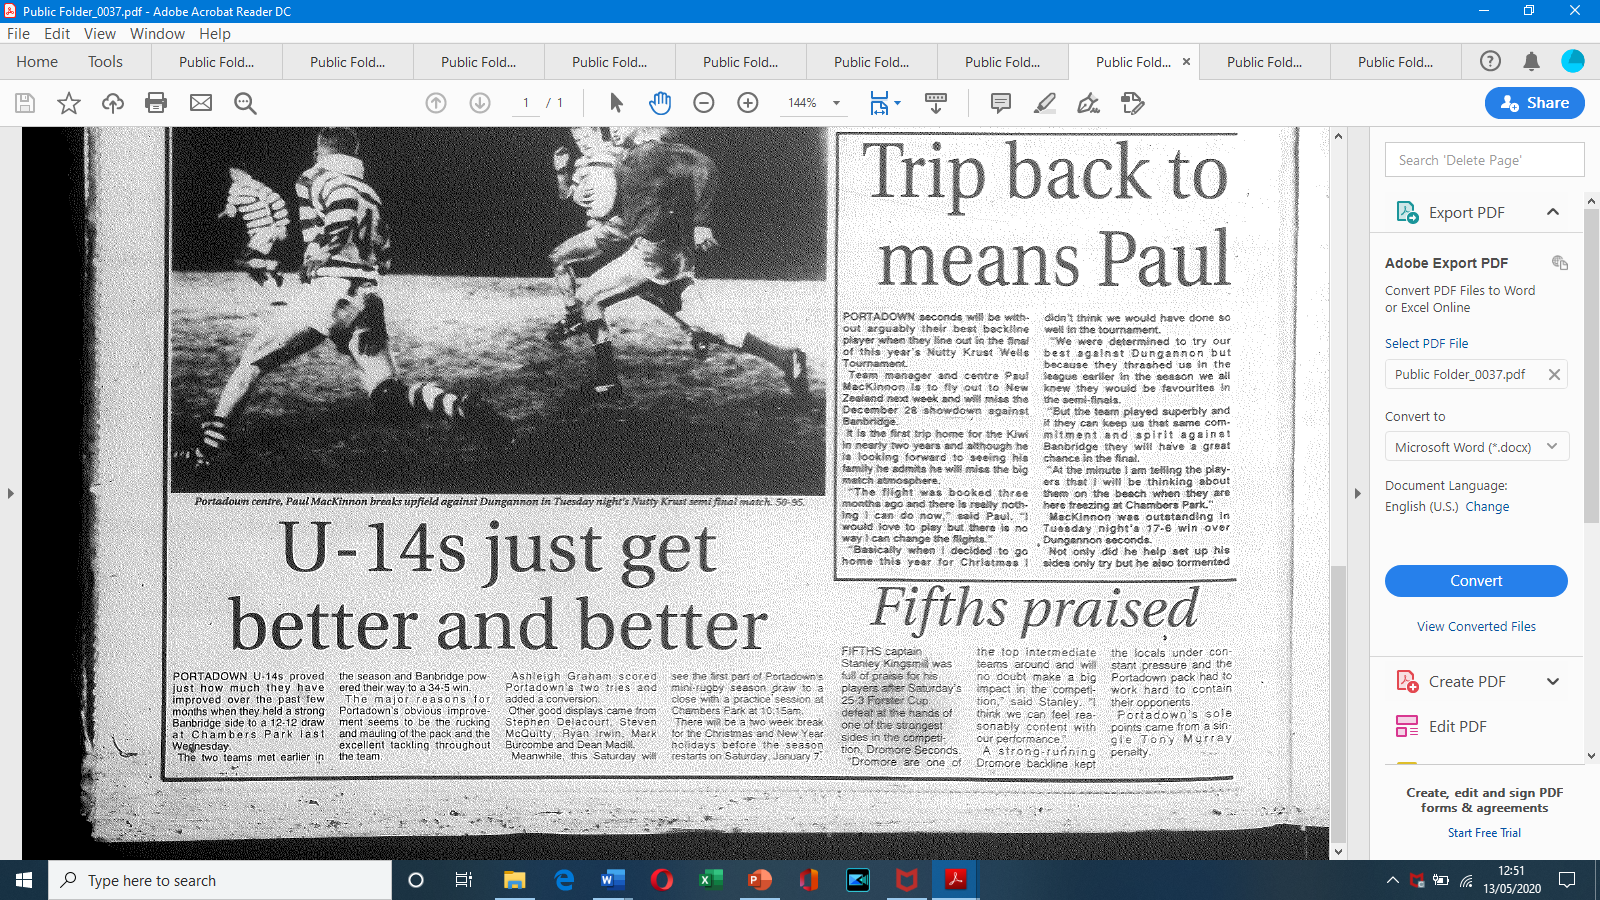 Public Folder_0037.pdf - Adobe Acrobat Reader DC
File Edit View Window Help
Home Tools Public Fold... Public Fold... Public Fold... Public Fold... Public Fold... Public Fold... Public Fold... Public Fold... Public Fold... Public Fold...
1 / 1 144% Share
Portadown centre, Paul MacKinnon breaks upfield against Dungannon in Tuesday night's Nutty Krust semi final match. 50-95.
U-14s just get
better and better
PORTADOWN U-14s proved
just how much they have
improved over the past few
months when they held a strong
Banbridge side to a 12-12 draw
at Chambers Park last
Wednesday.
The two teams met earlier in
the season and Banbridge pow-
ered their way to a 34-5 win.
The major reasons for
Portadown's obvious improve-
ment seems to be the rucking
and mauling of the pack and the
excellent tackling throughout
the team.
Ashleigh Graham scored
Portadown's two tries and
added a conversion.
Other good displays came from
Stephen Delacourt, Steven
McQuitty, Ryan Irwin, Mark
Burcombe and Dean Madill.
Meanwhile, this Saturday will
see the first part of Portadown's
mini-rugby season draw to a
close with a practice session at
Chambers Park at 10:15am.
There will be a two week break
for the Christmas and New Year
holidays before the season
restarts on Saturday, January 7.
Trip back to
means Paul
PORTADOWN seconds will be with-
out arguably their best backline
player when they line out in the final
of this year's Nutty Krust Wells
Tournament.
Team manager and centre Paul
MacKinnon is to fly out to New
Zealand next week and will miss the
December 28 showdown against
Banbridge.
It is the first trip home for the Kiwi
in nearly two years and although he
is looking forward to seeing his
family he admits he will miss the big
match atmosphere.
"The flight was booked three
months ago and there is really noth-
ing I can do now," said Paul. "I
would love to play but there is no
way I can change the flights."
"Basically when I decided to go
home this year for Christmas I
didn't think we would have done so
well in the tournament.
"We were determined to try our
best against Dungannon but
because they thrashed us in the
league earlier in the season we all
knew they would be favourites in
the semi-finals.
"But the team played superbly and
if they can keep us that same com-
mitment and spirit against
Banbridge they will have a great
chance in the final.
"At the minute I am telling the play-
ers that I will be thinking about
them on the beach when they are
here freezing at Chambers Park."
MacKinnon was outstanding in
Tuesday night's 17-6 win over
Dungannon seconds.
Not only did he help set up his
sides only try but he also tormented
Fifths praised
FIFTHS captain
Stanley Kingsmill was
full of praise for his
players after Saturday's
25-3 Forster Cup
defeat at the hands of
one of the strongest
sides in the competi-
tion, Dromore Seconds.
"Dromore are one of
the top intermediate
teams around and will
no doubt make a big
impact in the competi-
tion," said Stanley. "I
think we can feel rea-
sonably content with
our performance."
A strong-running
Dromore backline kept
the locals under con-
stant pressure and the
Portadown pack had to
work hard to contain
their opponents.
Portadown's sole
points came from a sin-
gle Tony Murray
penalty.
Search 'Delete Page'
Export PDF
Adobe Export PDF
Convert PDF Files to Word
or Excel Online
Select PDF File
Public Folder_0037.pdf
Convert to
Microsoft Word (*.docx)
Document Language:
English (U.S.) Change
Convert
View Converted Files
Create PDF
Edit PDF
Create, edit and sign PDF
forms & agreements
Start Free Trial
Type here to search
12:51
13/05/2020